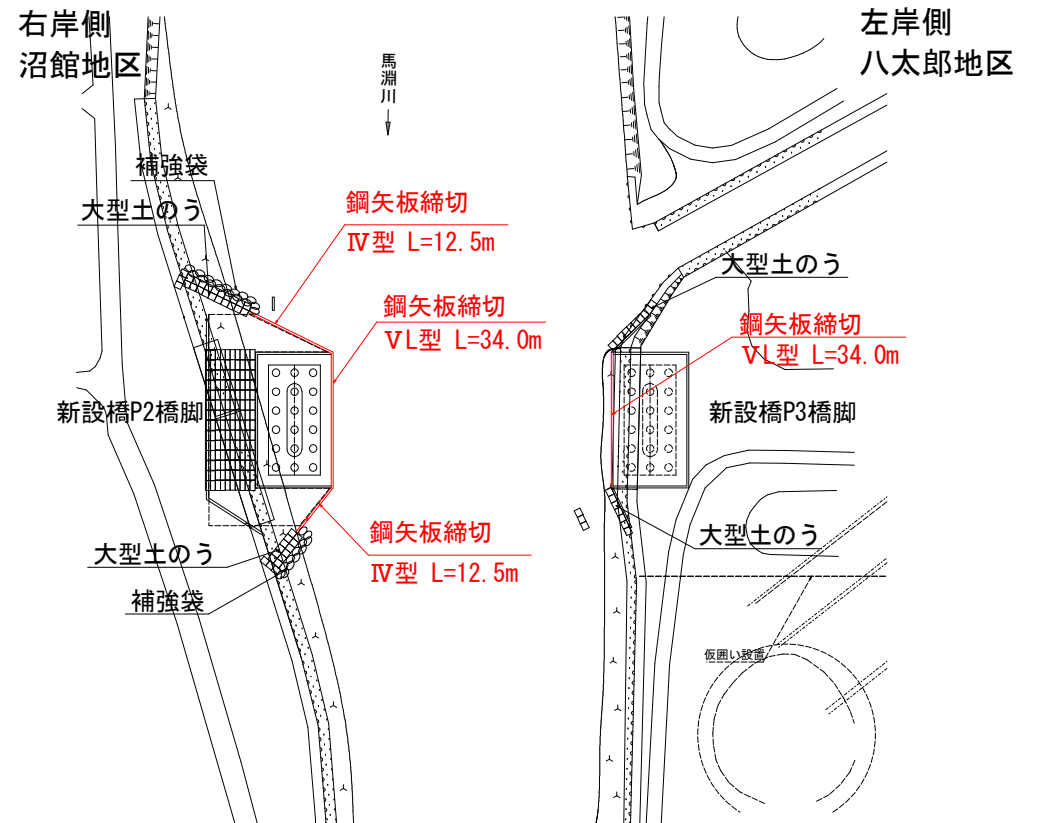 右岸側
沼館地区
左岸側
八太郎地区
馬淵川
補強袋
大型土のう
鋼矢板締切
Ⅳ型 L=12.5m
鋼矢板締切
ⅤL型 L=34.0m
新設橋P2橋脚
鋼矢板締切
Ⅳ型 L=12.5m
大型土のう
補強袋
大型土のう
鋼矢板締切
ⅤL型 L=34.0m
新設橋P3橋脚
大型土のう
仮囲い設置